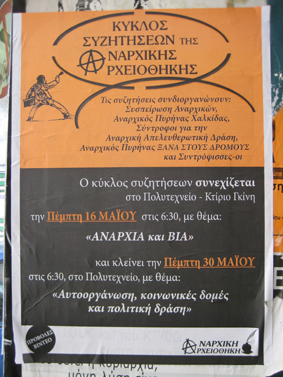 ΚΥΚΛΟΣ
ΣΥΖΗΤΗΣΕΩΝ ΤΗΣ
ΑΝΑΡΧΙΚΗΣ
ΑΡΧΕΙΟΘΗΚΗΣ
Τις συζητήσεις συνδιοργανώνουν:
Συσπείρωση Αναρχικών,
Αναρχικός Πυρήνας Χαλκίδας,
Σύντροφοι για την
Αναρχική Απελευθερωτική Δράση,
Αναρχικός Πυρήνας ΞΑΝΑ ΣΤΟΥΣ ΔΡΟΜΟΥΣ
και Συντρόφισσες-οι
Ο κύκλος συζητήσεων συνεχίζεται
στο Πολυτεχνείο - Κτίριο Γκίνη
την Πέμπτη 16 ΜΑΪΟΥ στις 6:30, με θέμα:
«ΑΝΑΡΧΙΑ και ΒΙΑ»
και κλείνει την Πέμπτη 30 ΜΑΪΟΥ
στις 6:30, στο Πολυτεχνείο, με θέμα:
«Αυτοοργάνωση, κοινωνικές δομές
και πολιτική δράση»
ΠΡΟΒΟΛΕΣ
ΒΙΝΤΕΟ
ΑΝΑΡΧΙΚΗ
ΑΡΧΕΙΟΘΗΚΗ